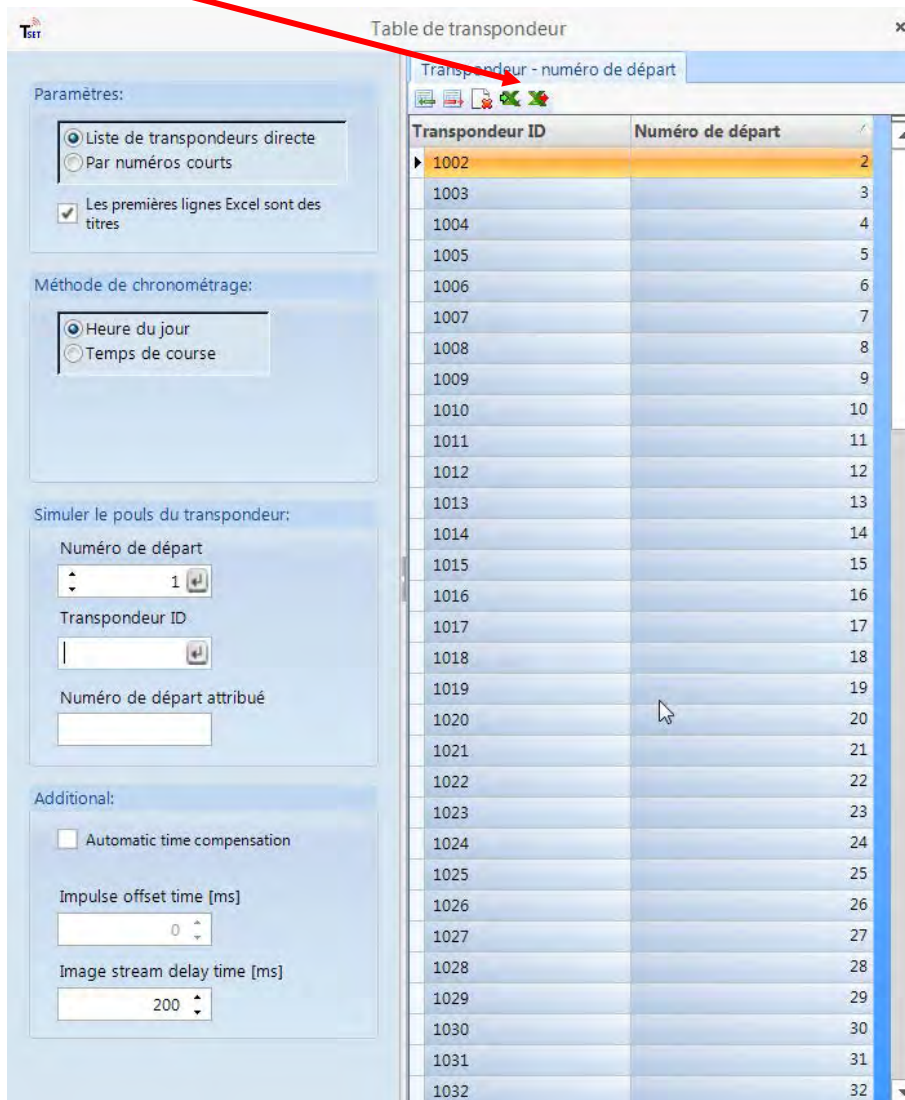 TSET
Table de transpondeur
Paramètres:
Liste de transpondeurs directe
Par numéros courts
Les premières lignes Excel sont des
titres
Méthode de chronométrage:
Heure du jour
Temps de course
Simuler le pouls du transpondeur:
Numéro de départ
1
Transpondeur ID
Numéro de départ attribué
Additional:
Automatic time compensation
Impulse offset time [ms]
0
Image stream delay time [ms]
200
Transpondeur - numéro de départ
Transpondeur ID Numéro de départ
1002 2
1003 3
1004 4
1005 5
1006 6
1007 7
1008 8
1009 9
1010 10
1011 11
1012 12
1013 13
1014 14
1015 15
1016 16
1017 17
1018 18
1019 19
1020 20
1021 21
1022 22
1023 23
1024 24
1025 25
1026 26
1027 27
1028 28
1029 29
1030 30
1031 31
1032 32